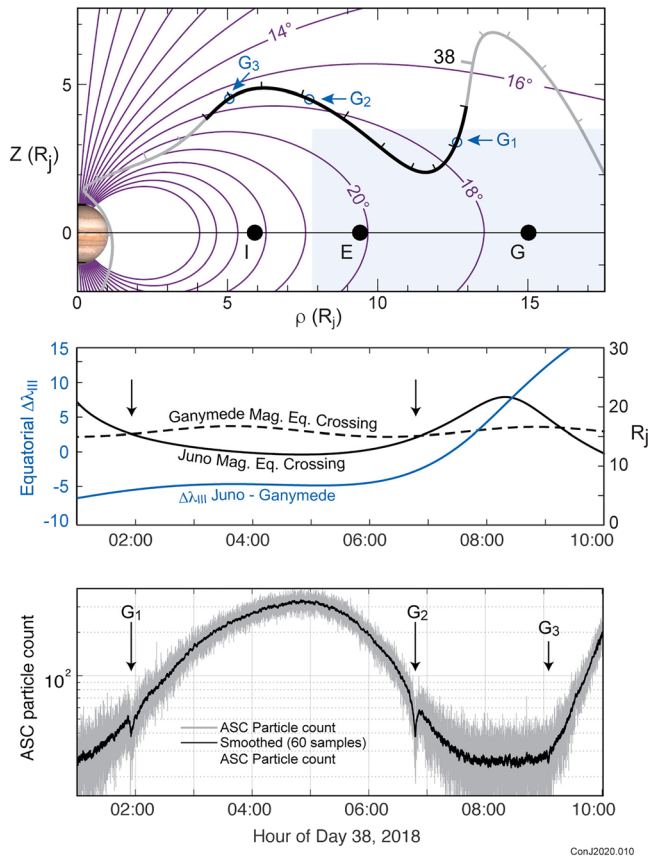 14°
G3
38
16°
5
G2
Z (Rj)
G1
20°
18°
0
I
E
G
0
5
10
15
ρ (Rj)
15
30
10
Ganymede Mag. Eq. Crossing
5
20
Equatorial ΔλIII
Rj
0
Juno Mag. Eq. Crossing
10
-5
ΔλIII Juno - Ganymede
-10
0
02:00
04:00
06:00
08:00
10:00
G1
G2
G3
10²
ASC particle count
ASC Particle count
Smoothed (60 samples)
ASC Particle count
02:00
04:00
06:00
08:00
10:00
Hour of Day 38, 2018
ConJ2020.010